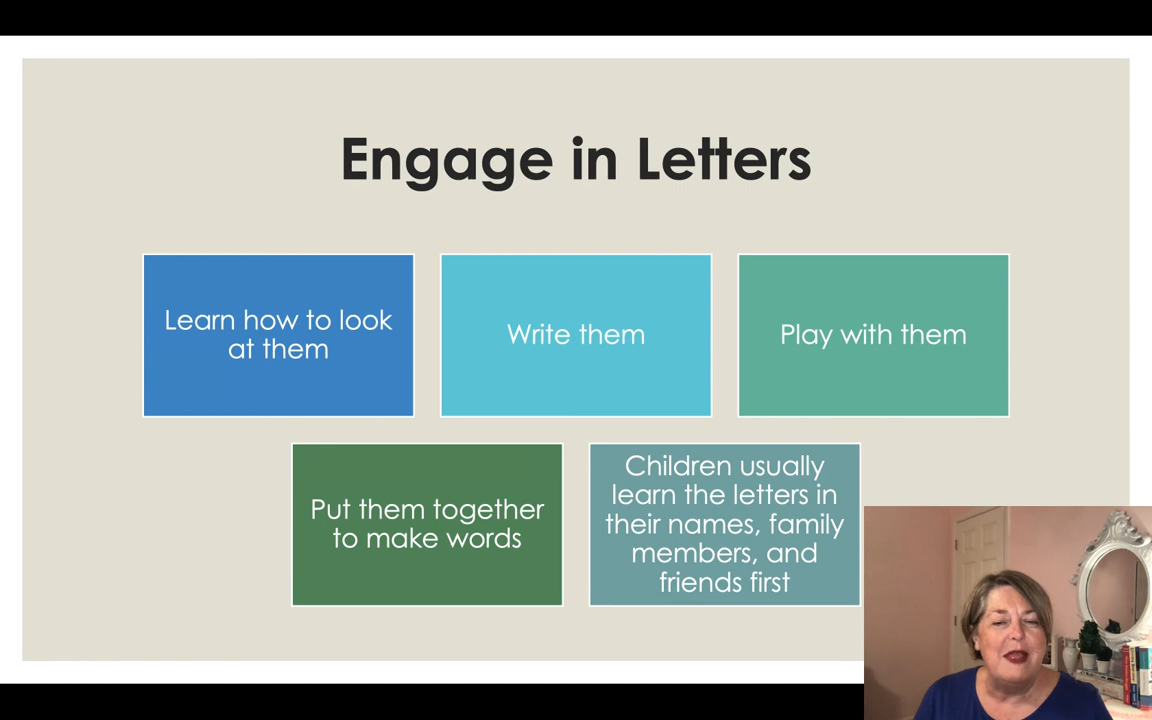 Engage in Letters
Learn how to look
at them
Write them
Play with them
Put them together
to make words
Children usually
learn the letters in
their names, family
members, and
friends first